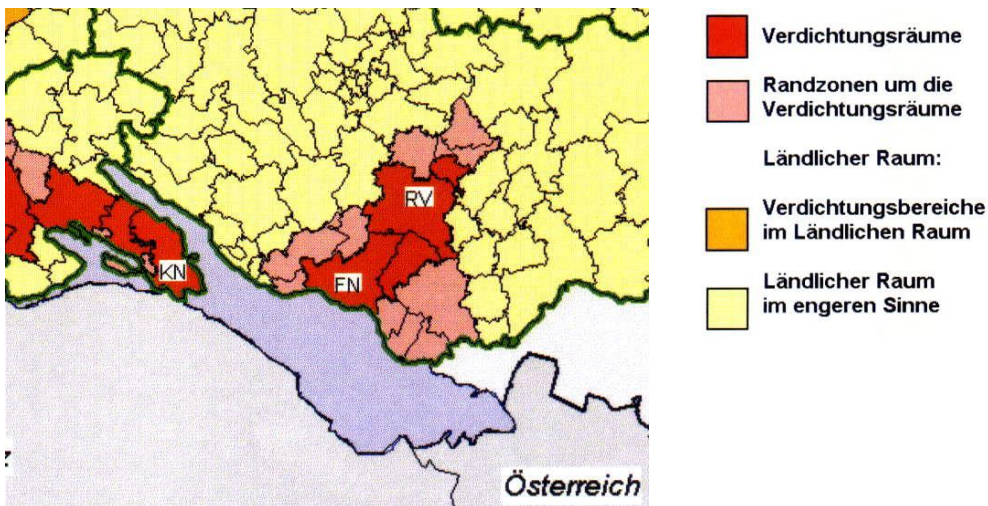 RV
KN
FN
z
Österreich
Verdichtungsräume
Randzonen um die
Verdichtungsräume
Ländlicher Raum:
Verdichtungsbereiche
im Ländlichen Raum
Ländlicher Raum
im engeren Sinne